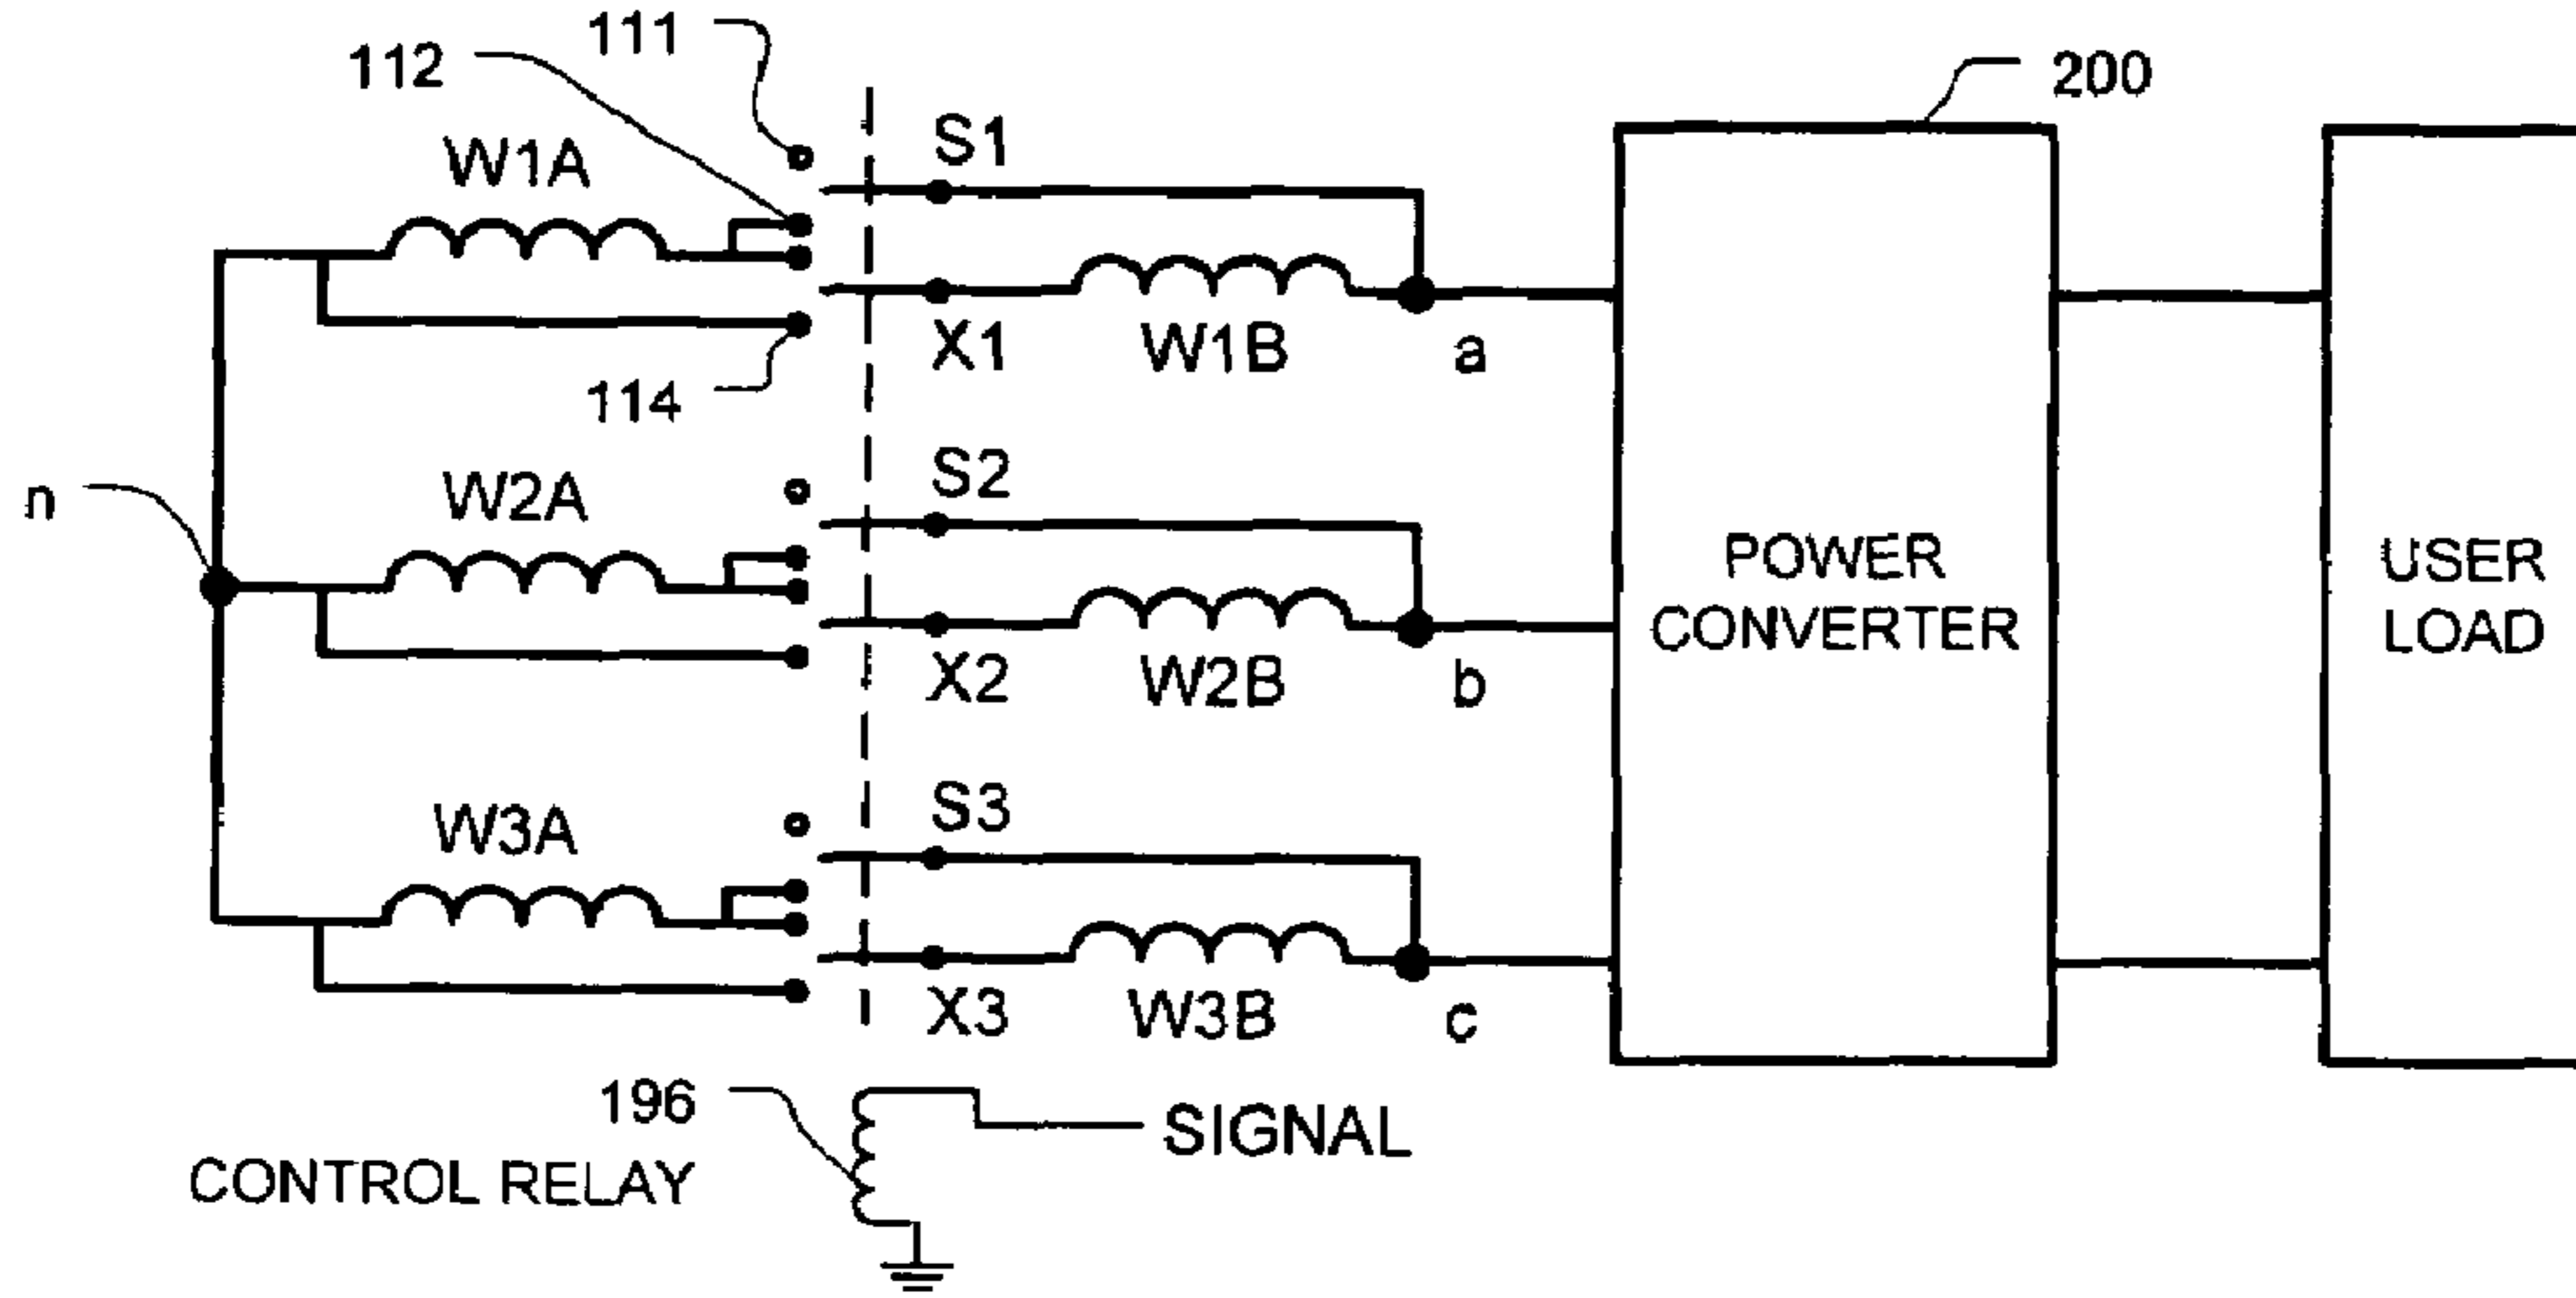 111
112
200
W1A
S1
X1
W1B
a
114
n
W2A
S2
X2
W2B
b
POWER
CONVERTER
USER
LOAD
W3A
S3
X3
W3B
c
196
SIGNAL
CONTROL RELAY